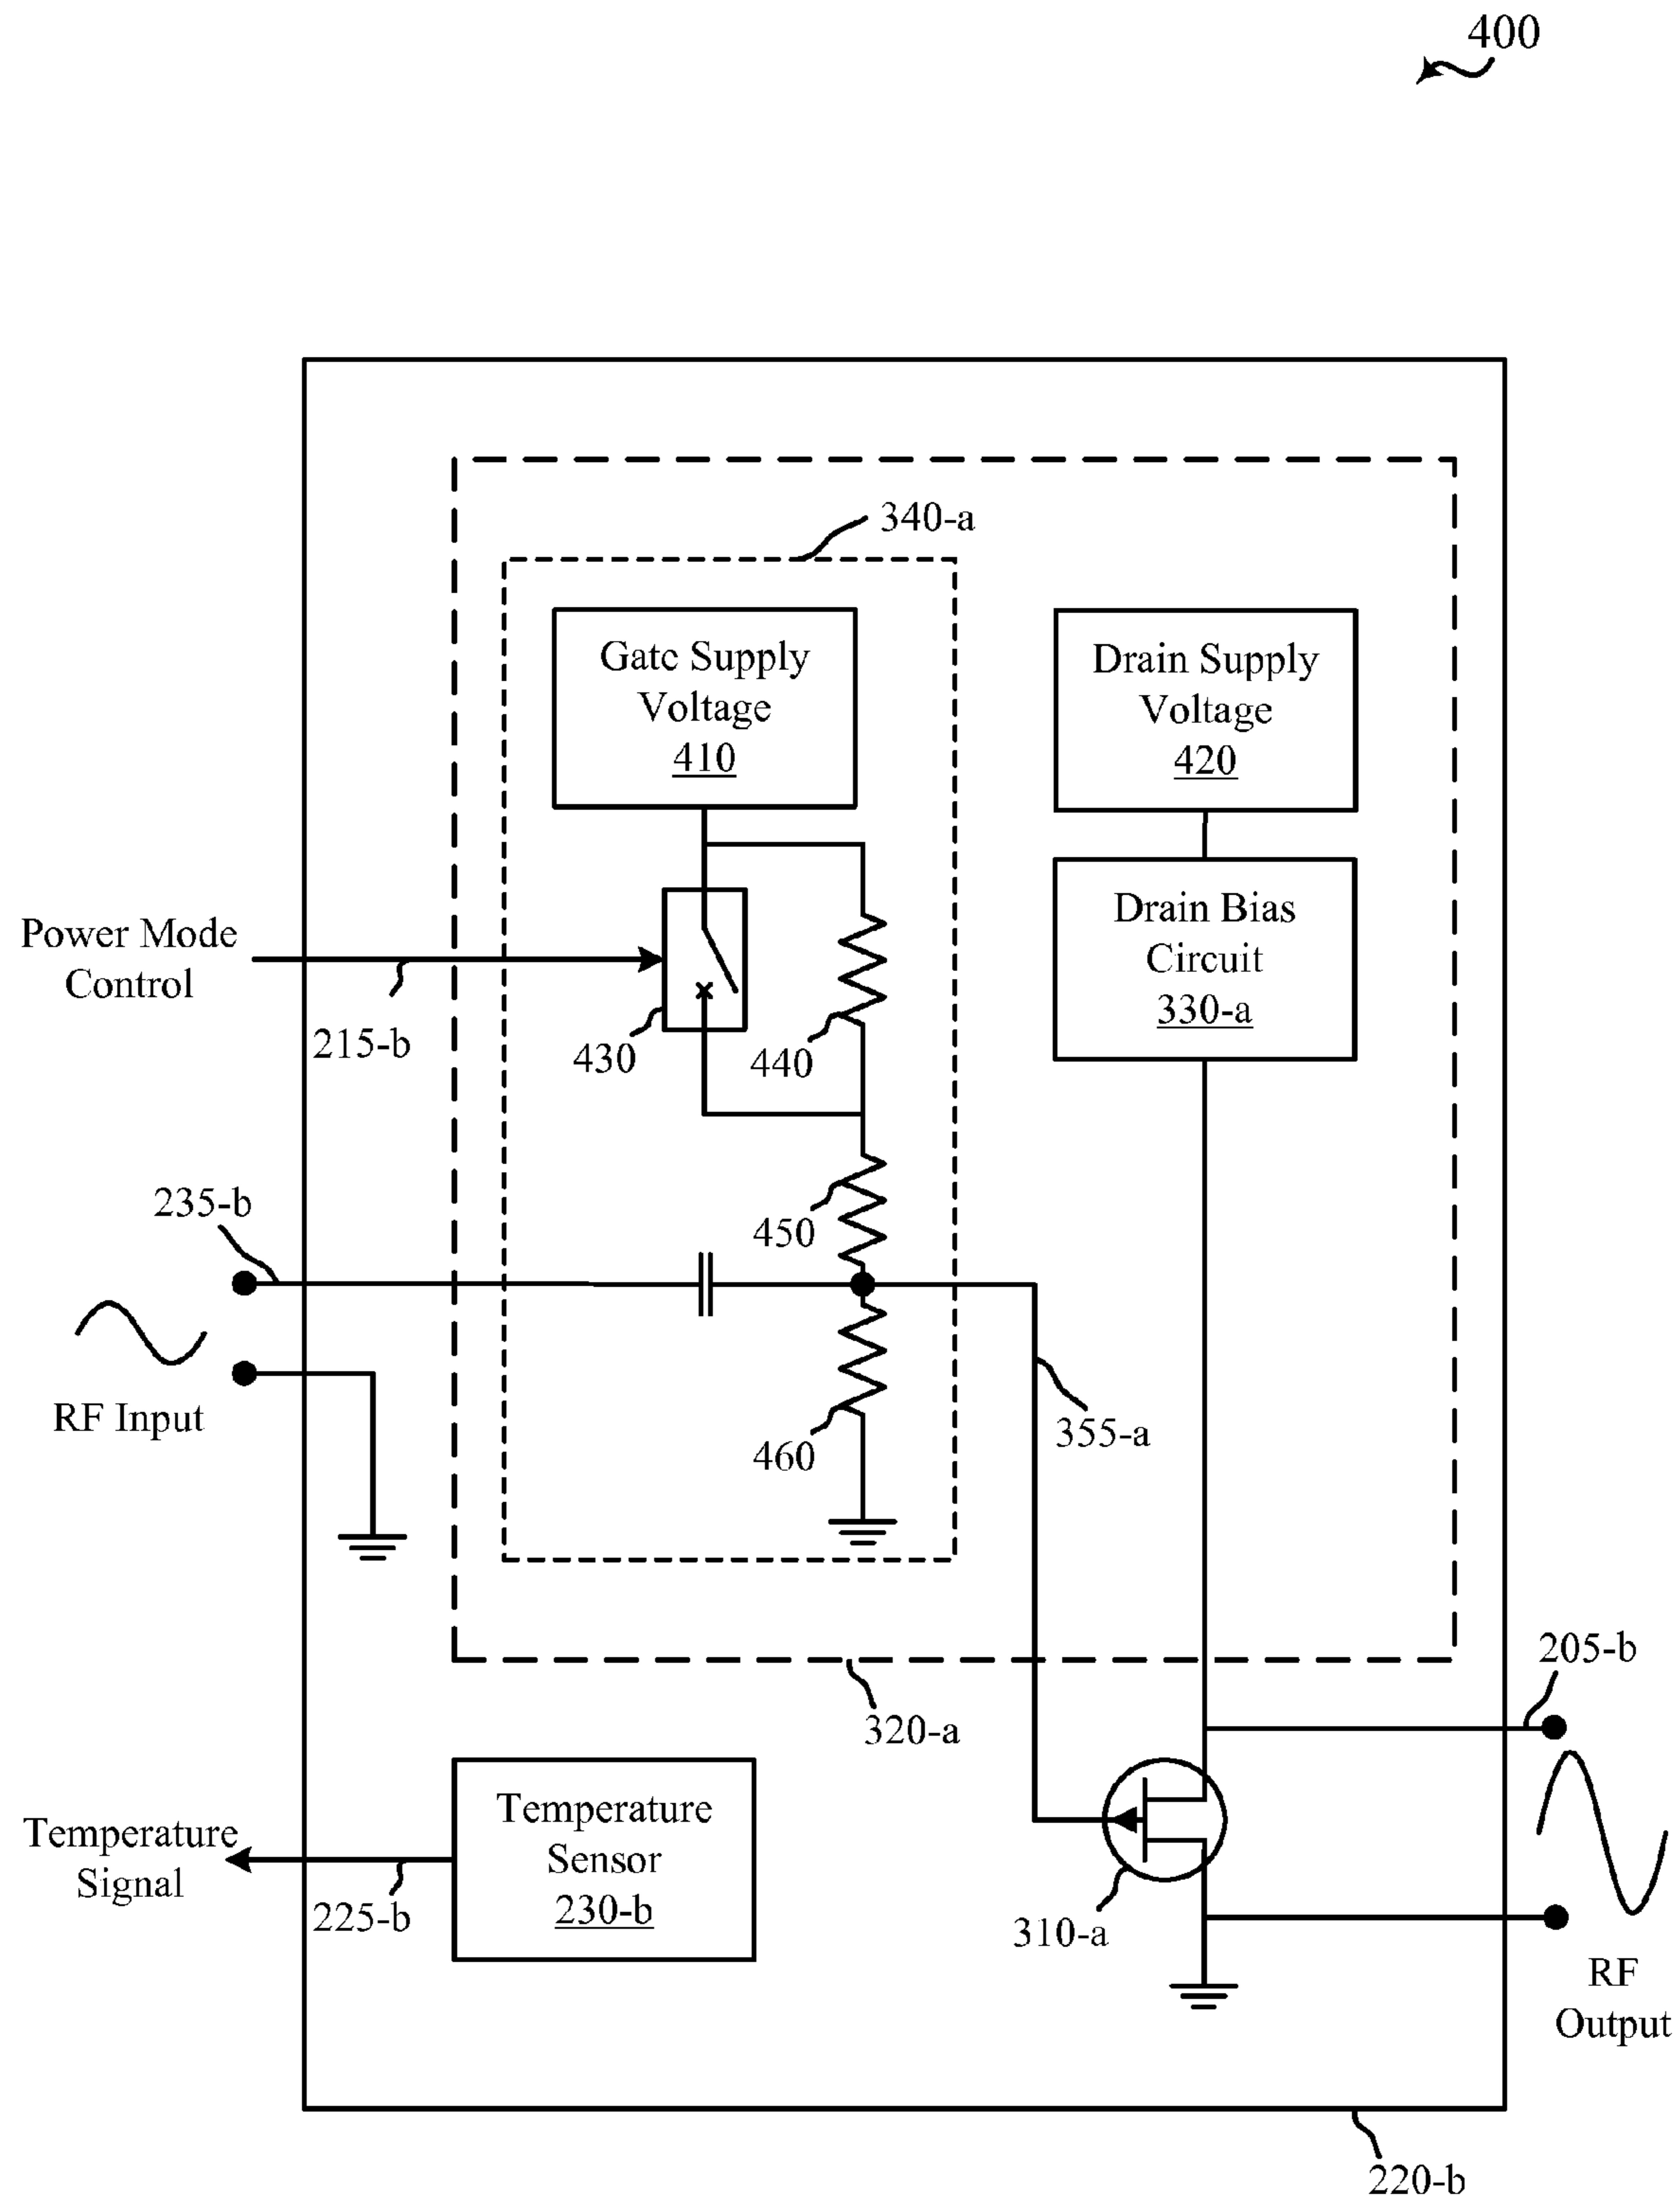 400
340-a
Gate Supply
Voltage
410
Drain Supply
Voltage
420
Power Mode
Control
215-b
430
440
Drain Bias
Circuit
330-a
235-b
450
RF Input
460
355-a
205-b
320-a
Temperature
Signal
225-b
Temperature
Sensor
230-b
310-a
RF
Output
220-b